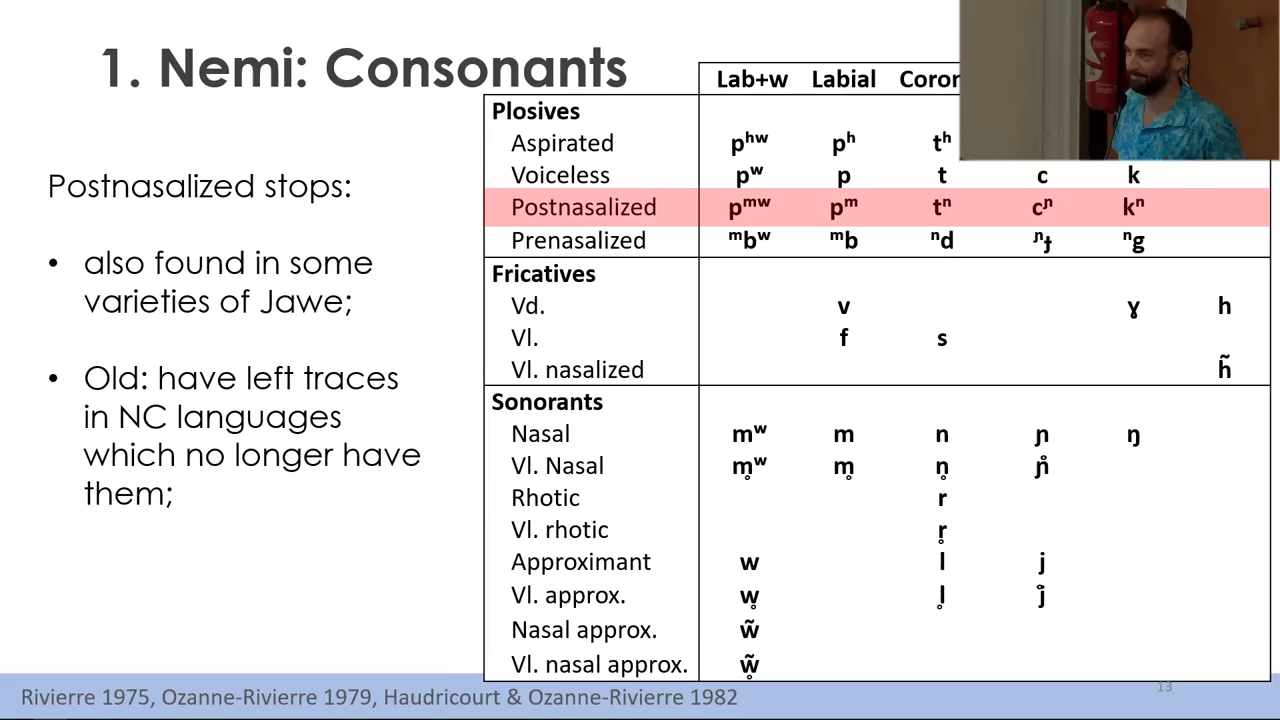 1. Nemi: Consonants
Postnasalized stops:
• also found in some
varieties of Jawe;
• Old: have left traces
in NC languages
which no longer have
them;
Lab+w Labial Coron
Plosives
Aspirated pʰʷ pʰ tʰ
Voiceless pʷ p t c k
Postnasalized pᵐʷ pᵐ tⁿ cᶮ kⁿ
Prenasalized ᵐbʷ ᵐb ⁿd ᶮɟ ⁿg
Fricatives
Vd. v ɣ h
Vl. f s
Vl. nasalized h̃
Sonorants
Nasal mʷ m n ɲ ŋ
Vl. Nasal m̥ʷ m̥ n̥ ɲ̊
Rhotic r
Vl. rhotic r̥
Approximant w l j
Vl. approx. w̥ l̥ j̊
Nasal approx. w̃
Vl. nasal approx. w̥̃
Rivierre 1975, Ozanne-Rivierre 1979, Haudricourt & Ozanne-Rivierre 1982
13